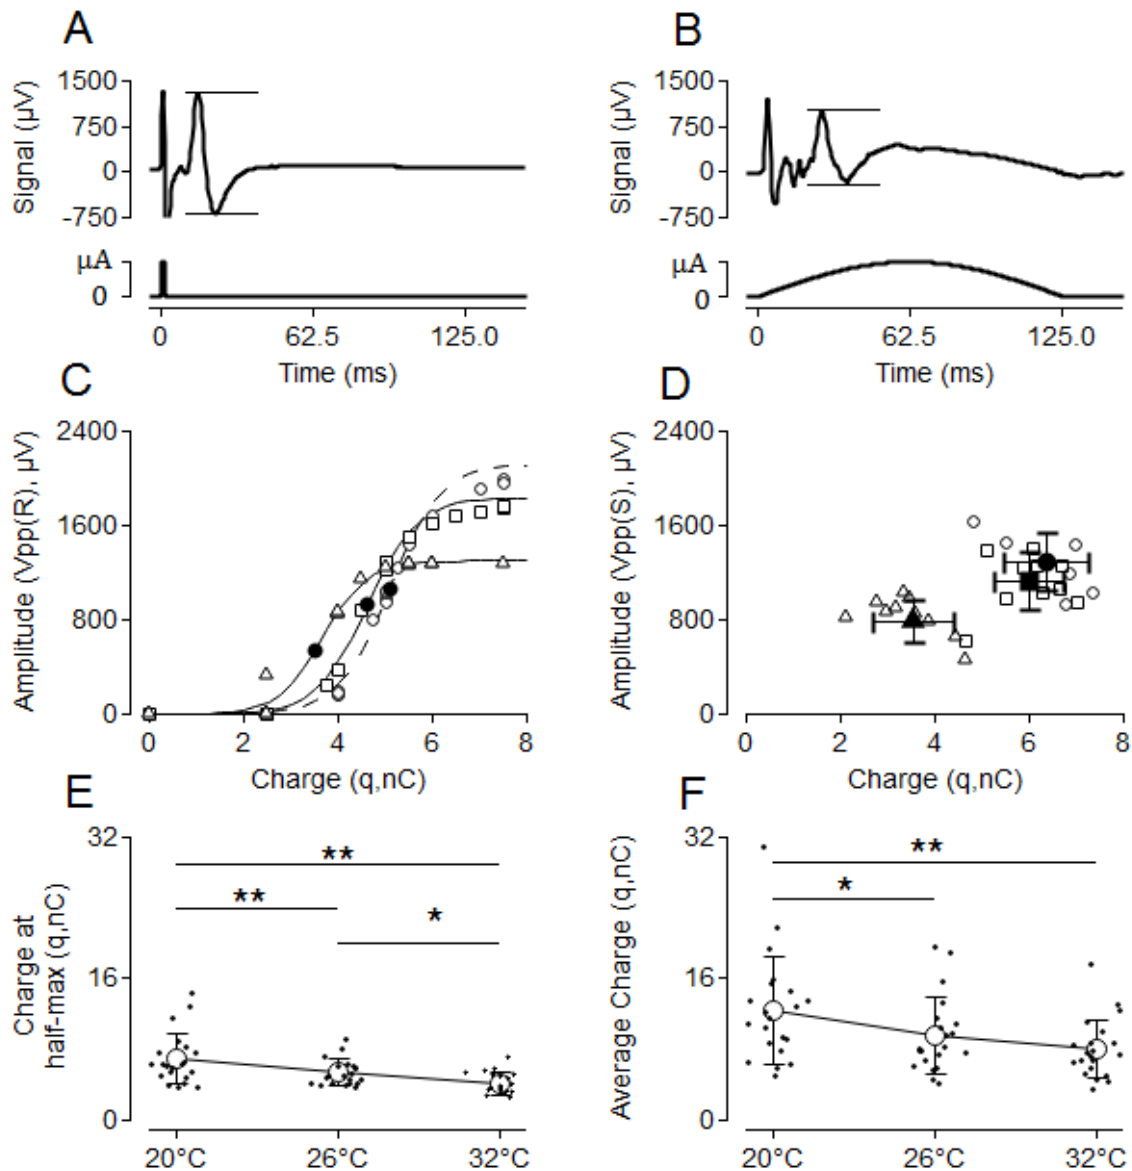 A
B
Signal (µV)
1500
750
0
-750
µA
0
0
62.5
125.0
Time (ms)
Signal (µV)
1500
750
0
-750
µA
0
0
62.5
125.0
Time (ms)
C
D
Amplitude (Vpp(R), µV)
2400
1600
800
0
0
2
4
6
8
Charge (q,nC)
Amplitude (Vpp(S), µV)
2400
1600
800
0
0
2
4
6
8
Charge (q,nC)
E
F
Charge at
half-max (q,nC)
32
16
0
**
**
*
20°C
26°C
32°C
Average Charge (q,nC)
32
16
0
**
*
20°C
26°C
32°C